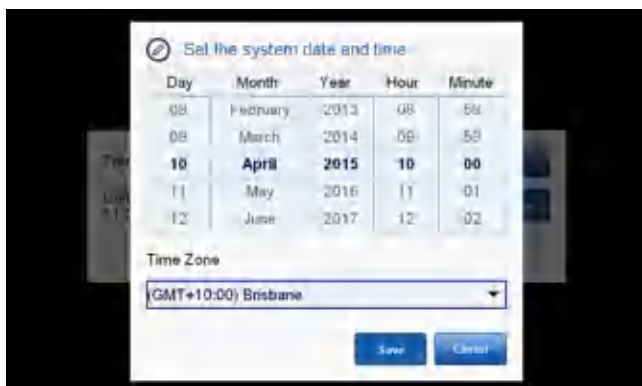 Set the system date and time
Day Month Year Hour Minute
08 February 2013 08 58
09 March 2014 09 59
10 April 2015 10 00
11 May 2016 11 01
12 June 2017 12 02
Time Zone
(GMT+10:00) Brisbane
Save Cancel